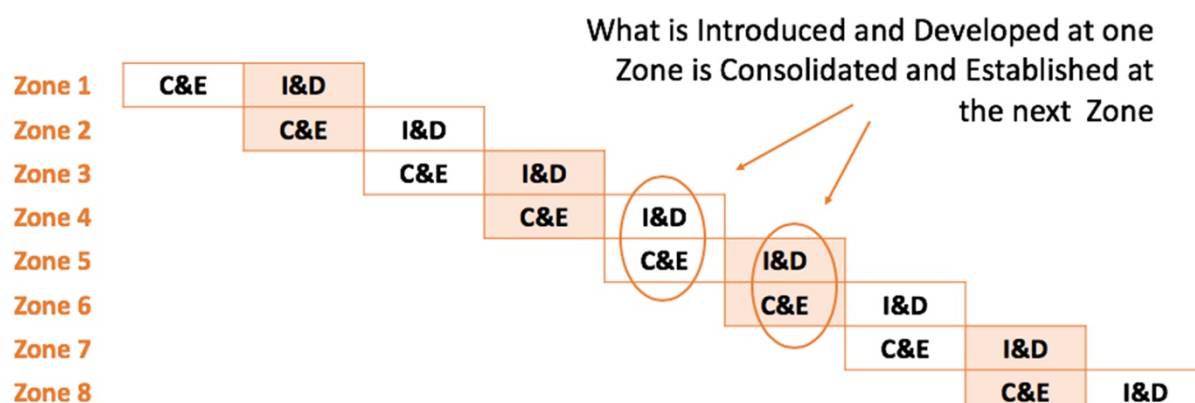 What is Introduced and Developed at one
Zone is Consolidated and Established at
the next Zone
Zone 1 C&E I&D
Zone 2 C&E I&D
Zone 3 C&E I&D
Zone 4 C&E I&D
Zone 5 C&E I&D
Zone 6 C&E I&D
Zone 7 C&E I&D
Zone 8 C&E I&D